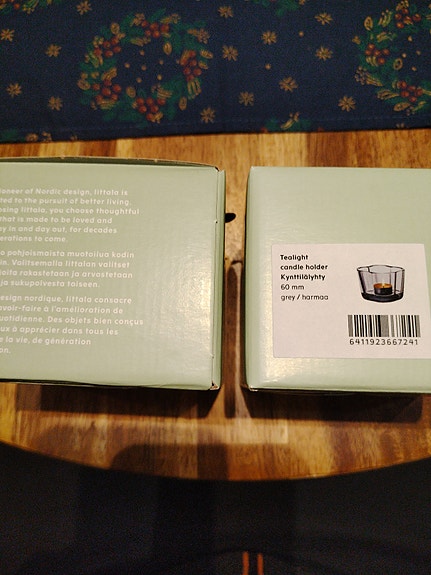 oneer of Nordic design, Iittala is
ted to the pursuit of better living.
sing Iittala, you choose thoughtful
that is made to be loved and
y in and day out, for decades
erations to come.
o pohjoismaista muotoilua kodin
in. Valitsemalla Iittalan valitset
oita rakastetaan ja arvostetaan
ja sukupolvesta toiseen.
esign nordique, Iittala consacre
avoir-faire à l'amélioration de
uotidienne. Des objets bien conçus
ux à apprécier dans tous les
e la vie, de génération
on.
Tealight
candle holder
Kynttilälyhty
60 mm
grey / harmaa
6411923667241